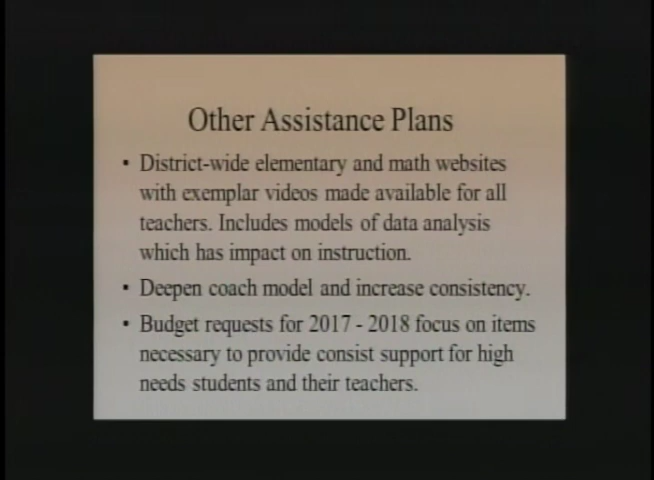 Other Assistance Plans
• District-wide elementary and math websites
with exemplar videos made available for all
teachers. Includes models of data analysis
which has impact on instruction.
• Deepen coach model and increase consistency.
• Budget requests for 2017 - 2018 focus on items
necessary to provide consist support for high
needs students and their teachers.